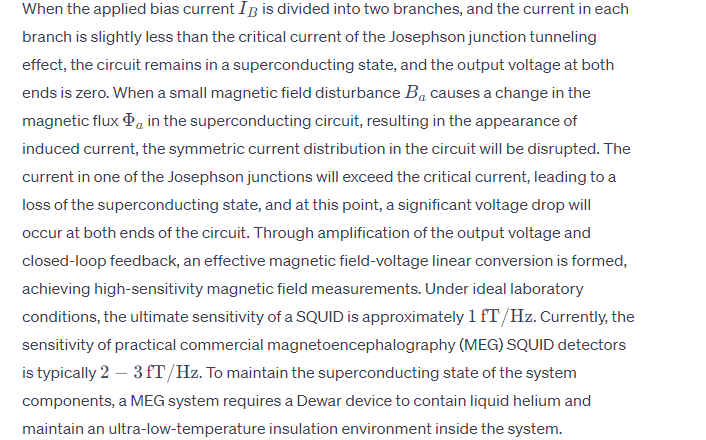 When the applied bias current I_B is divided into two branches, and the current in each
branch is slightly less than the critical current of the Josephson junction tunneling
effect, the circuit remains in a superconducting state, and the output voltage at both
ends is zero. When a small magnetic field disturbance B_a causes a change in the
magnetic flux Φ_a in the superconducting circuit, resulting in the appearance of
induced current, the symmetric current distribution in the circuit will be disrupted. The
current in one of the Josephson junctions will exceed the critical current, leading to a
loss of the superconducting state, and at this point, a significant voltage drop will
occur at both ends of the circuit. Through amplification of the output voltage and
closed-loop feedback, an effective magnetic field-voltage linear conversion is formed,
achieving high-sensitivity magnetic field measurements. Under ideal laboratory
conditions, the ultimate sensitivity of a SQUID is approximately 1 fT/Hz. Currently, the
sensitivity of practical commercial magnetoencephalography (MEG) SQUID detectors
is typically 2 – 3 fT/Hz. To maintain the superconducting state of the system
components, a MEG system requires a Dewar device to contain liquid helium and
maintain an ultra-low-temperature insulation environment inside the system.